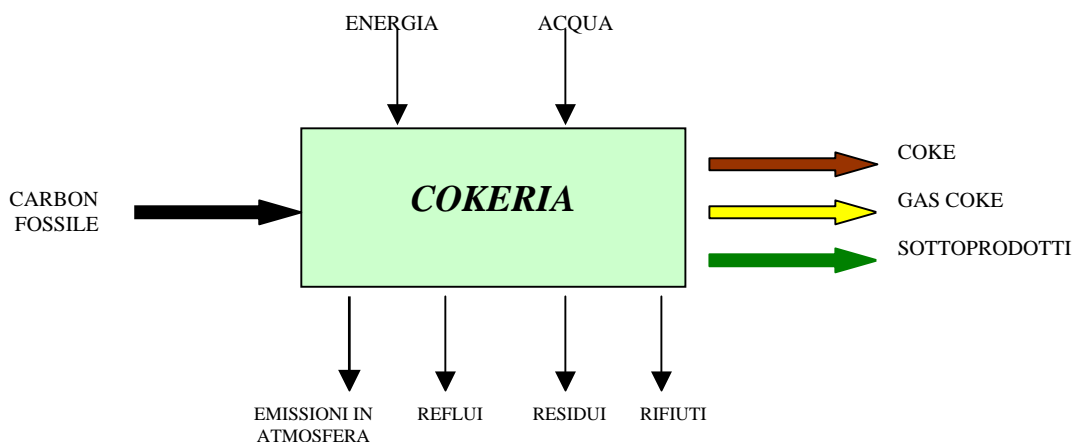 ENERGIA
ACQUA
CARBON
FOSSILE
COKERIA
COKE
GAS COKE
SOTTOPRODOTTI
EMISSIONI IN
ATMOSFERA
REFLUI
RESIDUI
RIFIUTI